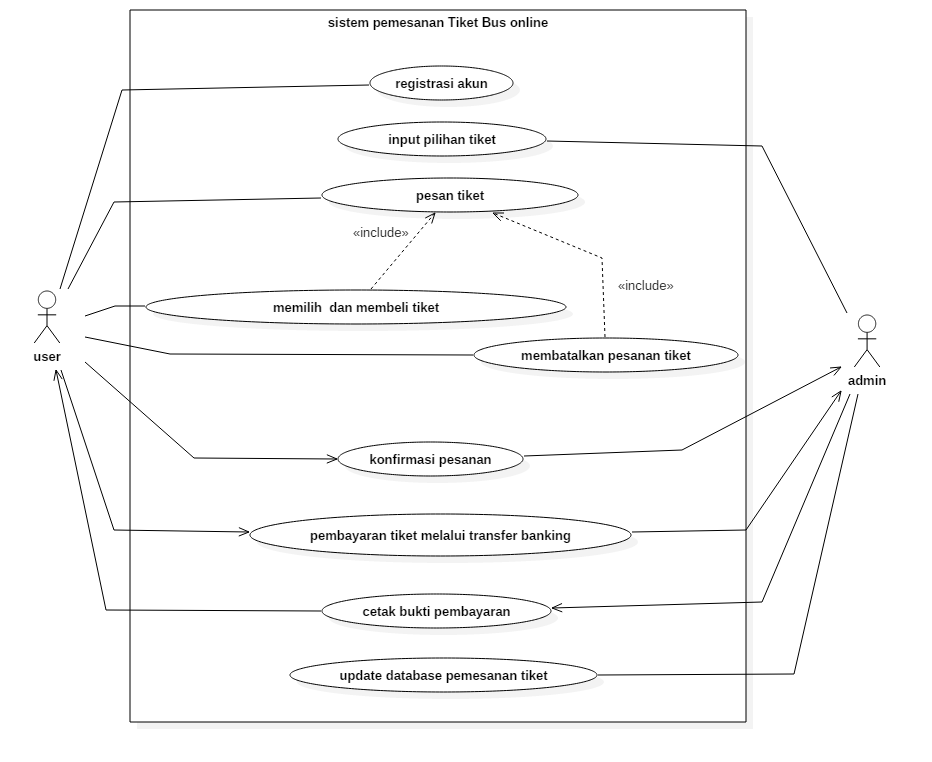 sistem pemesanan Tiket Bus online
registrasi akun
input pilihan tiket
pesan tiket
«include»
«include»
memilih  dan membeli tiket
membatalkan pesanan tiket
user
admin
konfirmasi pesanan
pembayaran tiket melalui transfer banking
cetak bukti pembayaran
update database pemesanan tiket